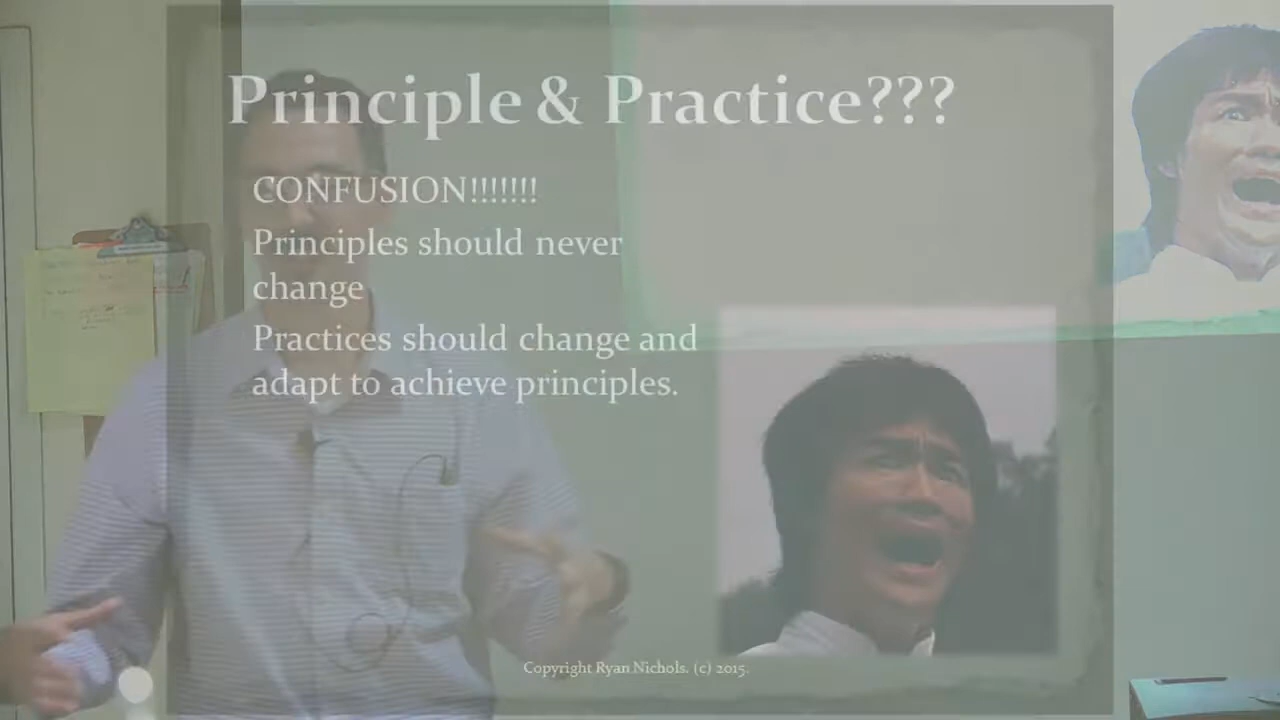 Principle & Practice???
CONFUSION!!!!!!!
Principles should never
change
Practices should change and
adapt to achieve principles.
Copyright Ryan Nichols. (c) 2015.